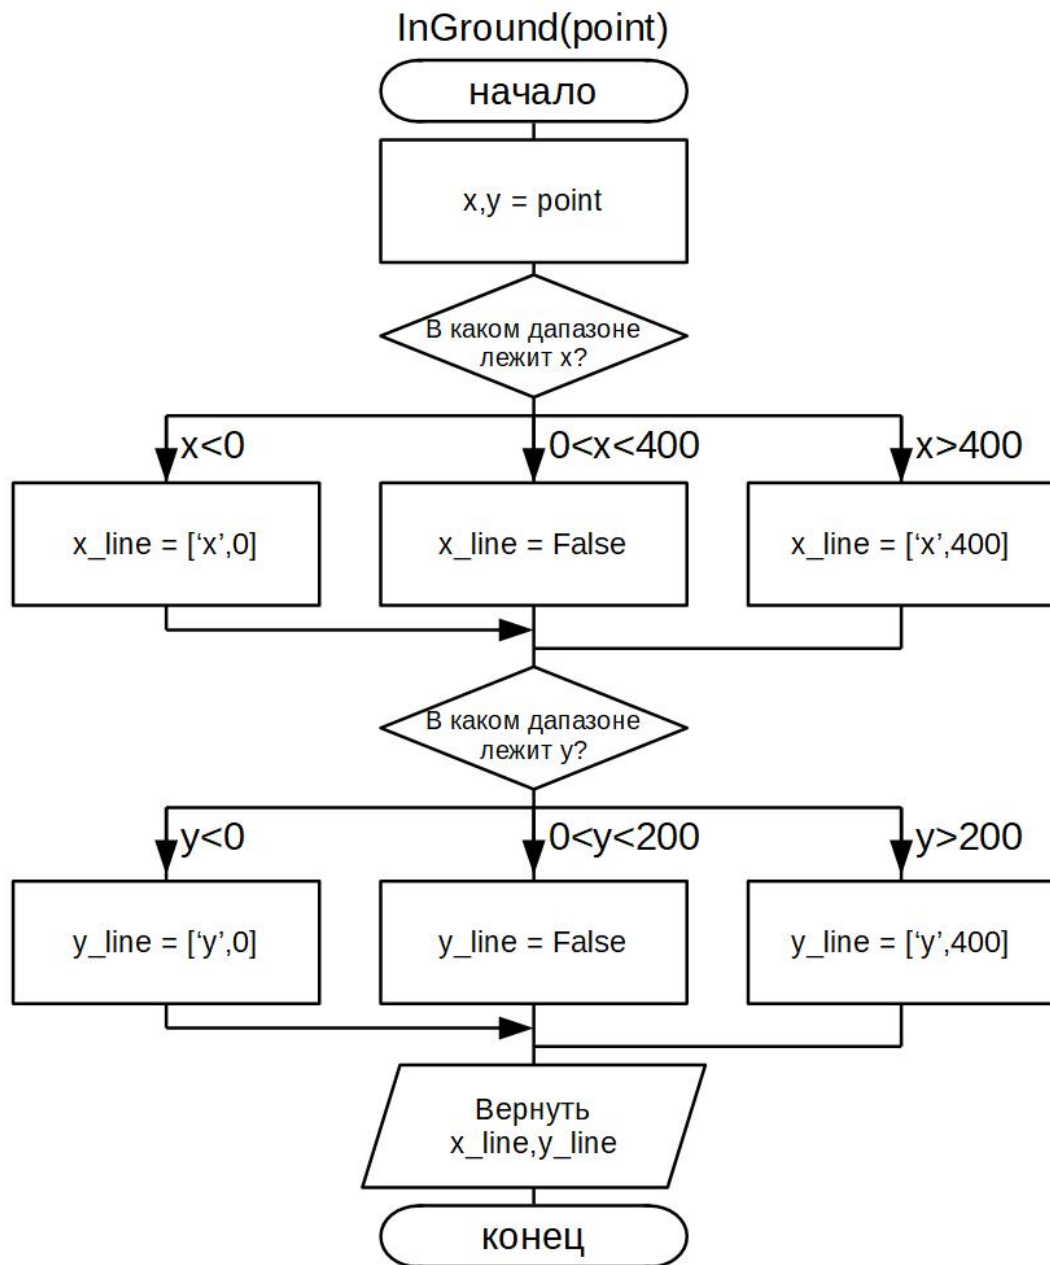 InGround(point)
начало
x,y = point
В каком дапазоне
лежит x?
x<0
0<x<400
x>400
x_line = [‘x’,0]
x_line = False
x_line = [‘x’,400]
В каком дапазоне
лежит y?
y<0
0<y<200
y>200
y_line = [‘y’,0]
y_line = False
y_line = [‘y’,400]
Вернуть
x_line,y_line
конец